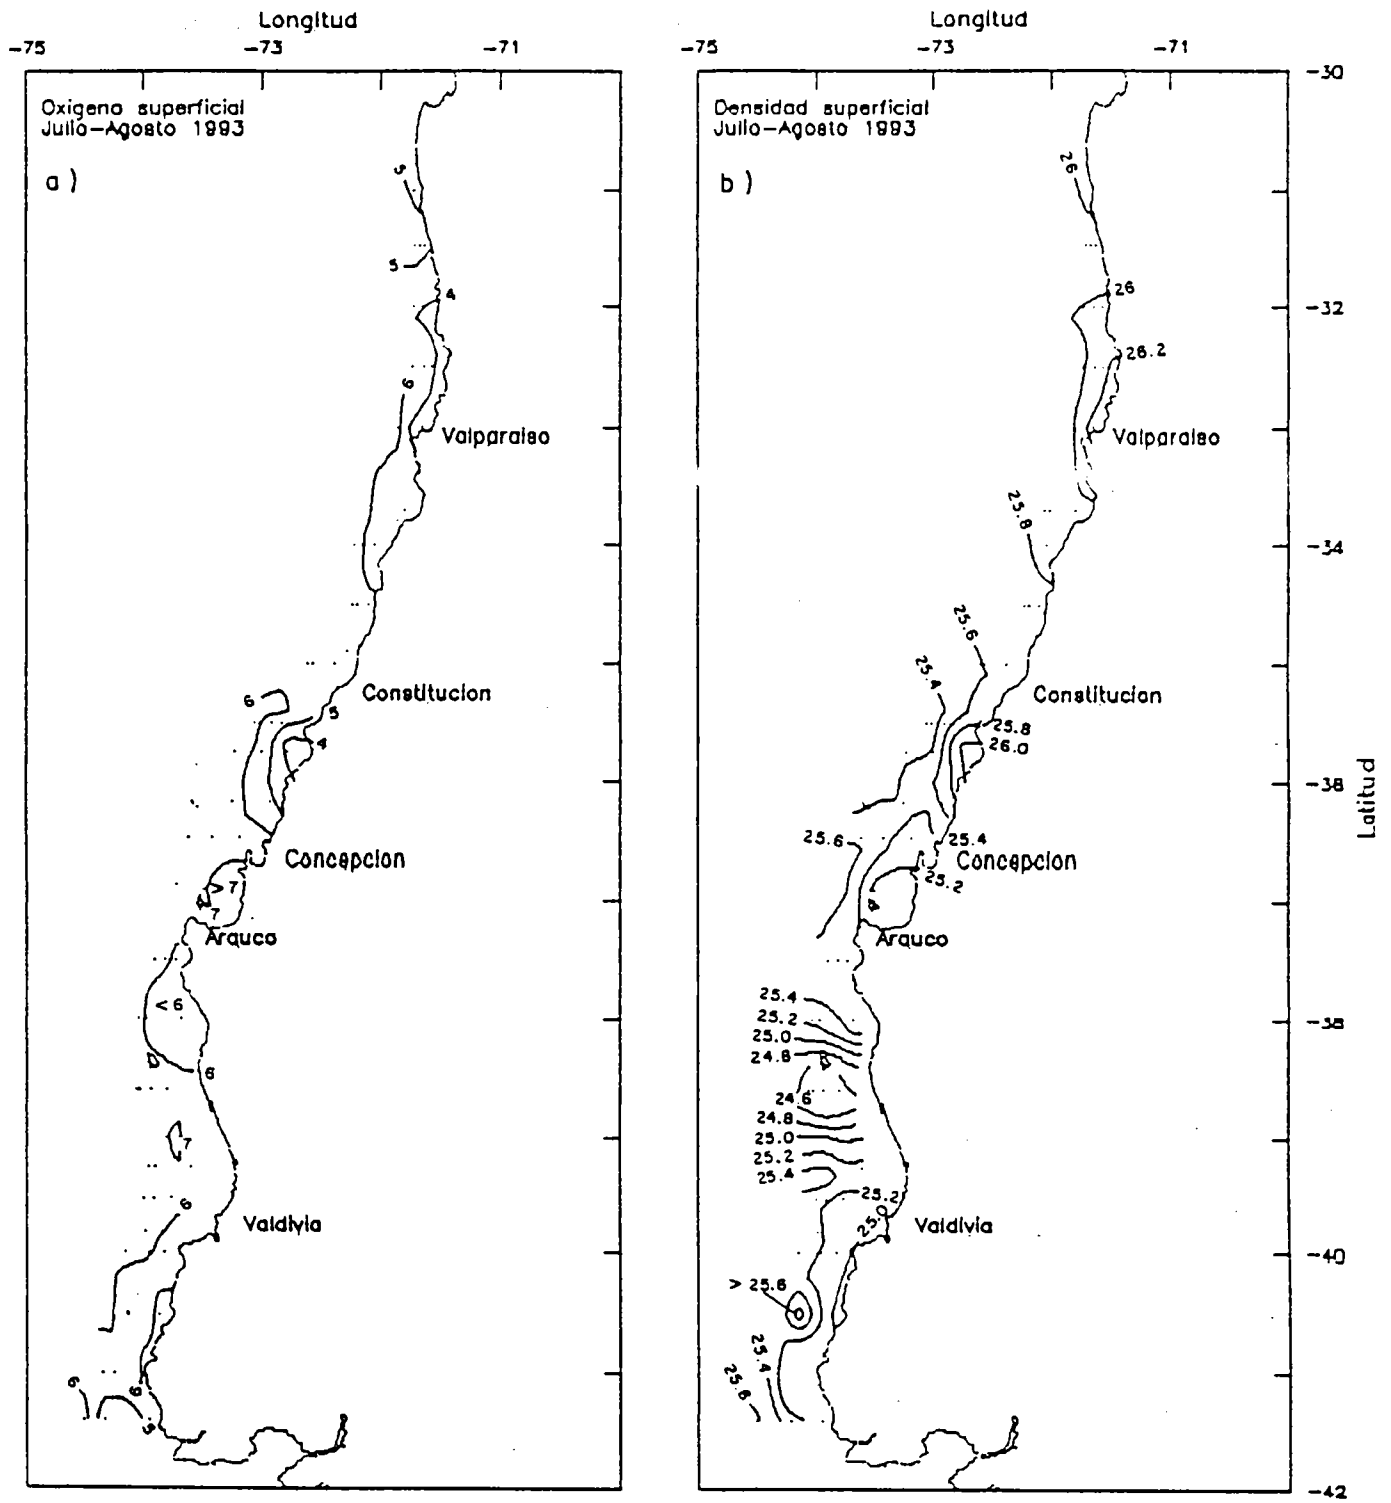 Longitud
-75
-73
-71
Oxigeno superficial
Julio-Agosto 1993
a )
5
5
4
6
Valparaiso
Constitucion
6
5
4
Concepcion
> 7
7
Arauco
< 6
6
7
6
Valdivia
6
6
5
Longitud
-75
-73
-71
Densidad superficial
Julio-Agosto 1993
b )
26
26
26.2
Valparaiso
25.8
25.6
25.4
Constitucion
25.8
26.0
25.6
25.4
Concepcion
25.2
Arauco
25.4
25.2
25.0
24.8
24.6
24.8
25.0
25.2
25.4
25.2
25.0
Valdivia
> 25.6
25.4
25.6
-30
-32
-34
-38
-38
-40
-42
Latitud